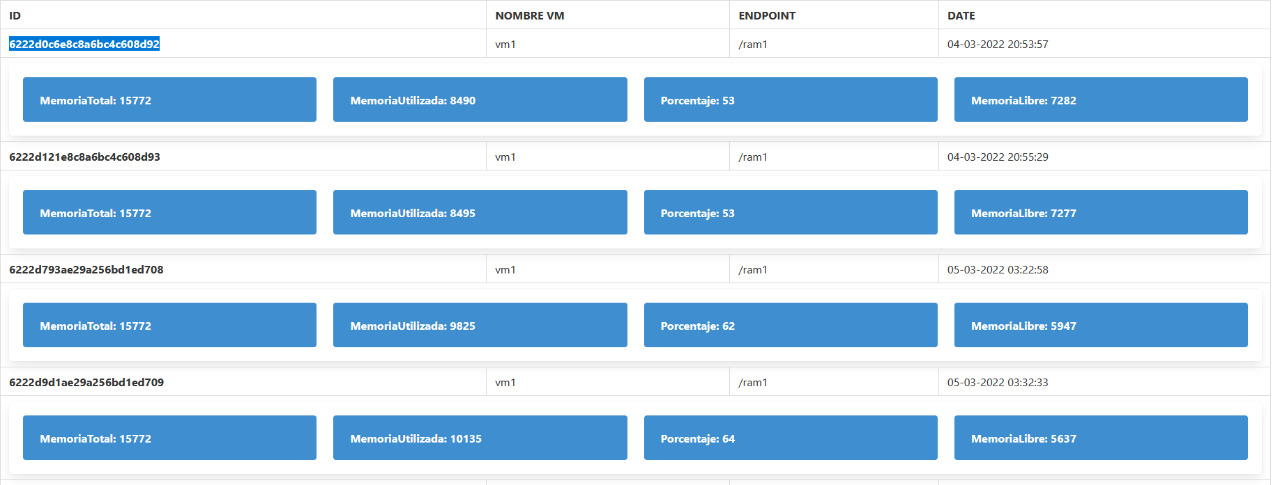 ID NOMBRE VM ENDPOINT DATE
6222d0c6e8c8a6bc4c608d92 vm1 /ram1 04-03-2022 20:53:57
MemoriaTotal: 15772 MemoriaUtilizada: 8490 Porcentaje: 53 MemoriaLibre: 7282
6222d121e8c8a6bc4c608d93 vm1 /ram1 04-03-2022 20:55:29
MemoriaTotal: 15772 MemoriaUtilizada: 8495 Porcentaje: 53 MemoriaLibre: 7277
6222d793ae29a256bd1ed708 vm1 /ram1 05-03-2022 03:22:58
MemoriaTotal: 15772 MemoriaUtilizada: 9825 Porcentaje: 62 MemoriaLibre: 5947
6222d9d1ae29a256bd1ed709 vm1 /ram1 05-03-2022 03:32:33
MemoriaTotal: 15772 MemoriaUtilizada: 10135 Porcentaje: 64 MemoriaLibre: 5637